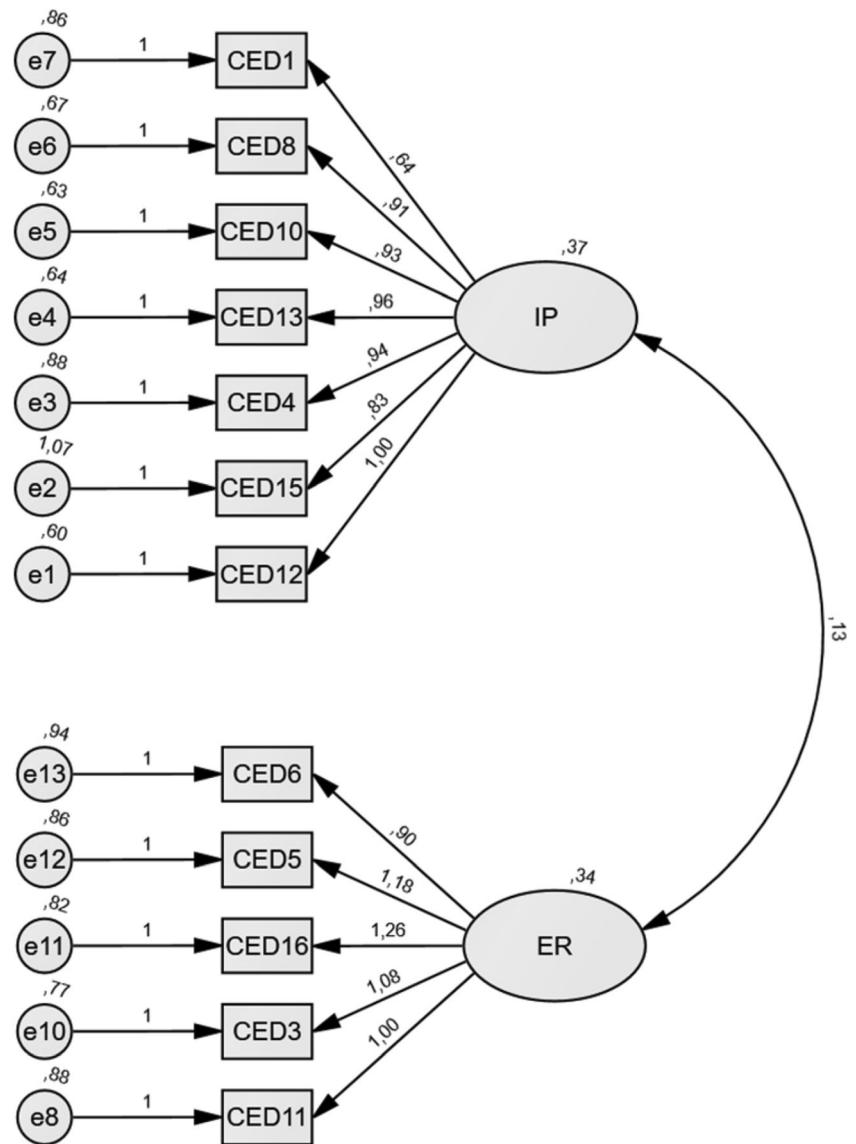 ,86
e7 1 CED1
,64
,67
e6 1 CED8
,91
,63
e5 1 CED10
,93
,37
IP
,64
e4 1 CED13
,96
,88
e3 1 CED4
,94
1,07
e2 1 CED15
,83
,60
e1 1 CED12
1,00
,13
,94
e13 1 CED6
,90
,86
e12 1 CED5
1,18
,34
ER
,82
e11 1 CED16
1,26
,77
e10 1 CED3
1,08
,88
e8 1 CED11
1,00